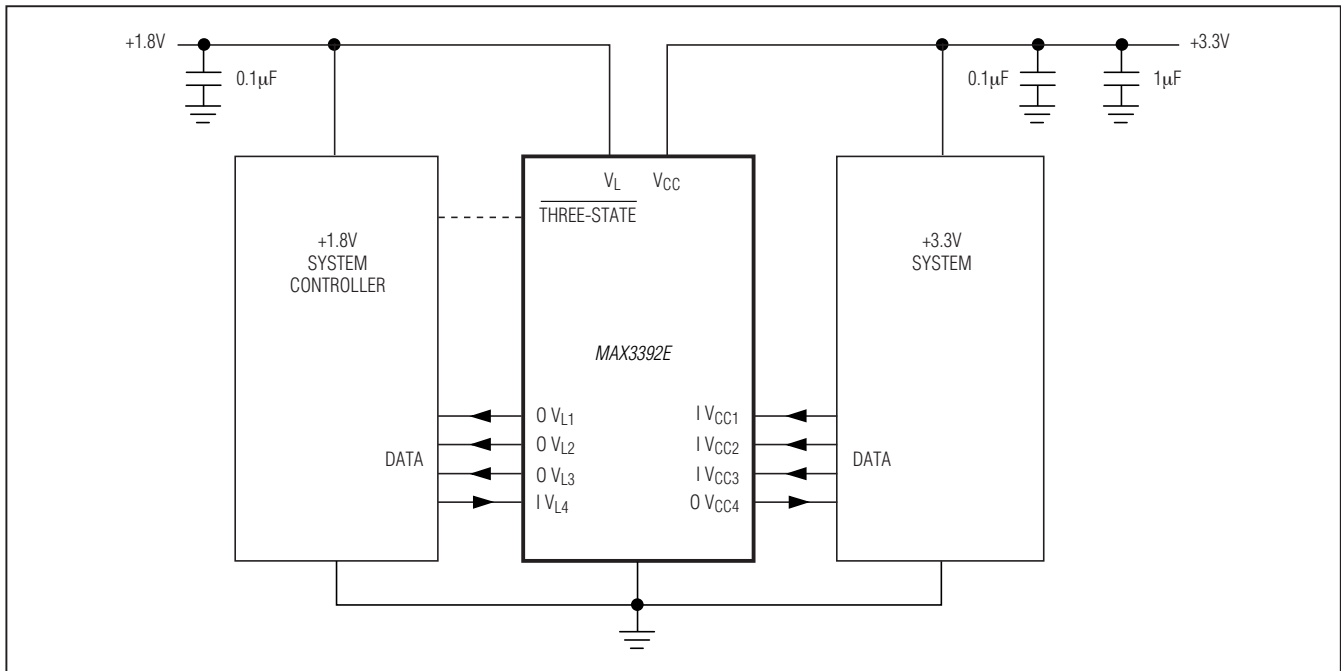 +1.8V
0.1μF
+3.3V
0.1μF
1μF
VL
VCC
THREE-STATE
+1.8V
SYSTEM
CONTROLLER
+3.3V
SYSTEM
MAX3392E
O VL1
O VL2
O VL3
I VL4
I VCC1
I VCC2
I VCC3
O VCC4
DATA
DATA